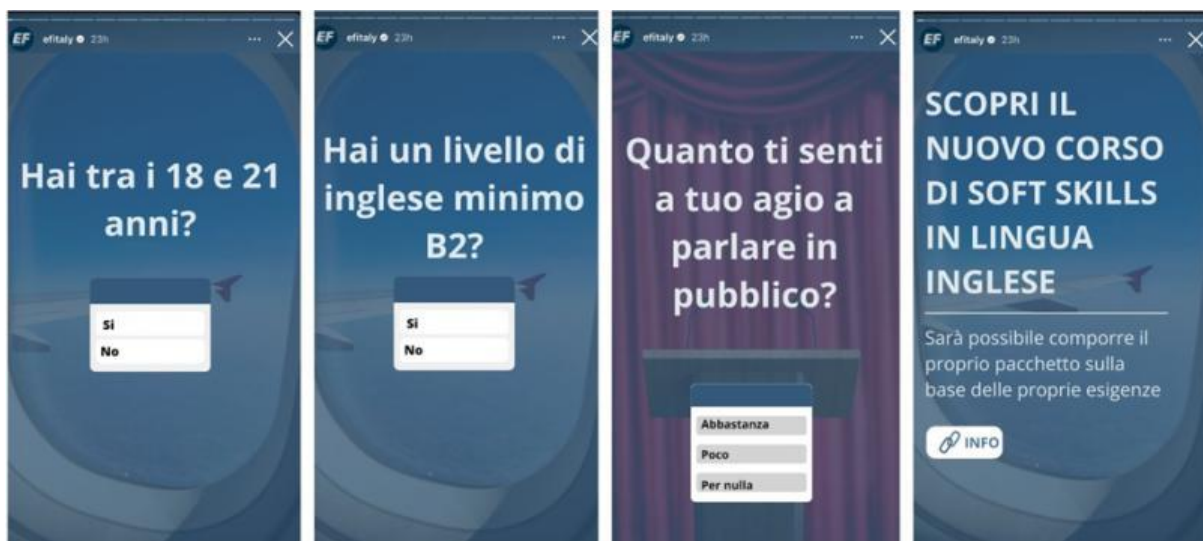 EF efitaly 23h
Hai tra i 18 e 21
anni?
Si
No
EF efitaly 23h
Hai un livello di
inglese minimo
B2?
Si
No
EF efitaly 23h
Quanto ti senti
a tuo agio a
parlare in
pubblico?
Abbastanza
Poco
Per nulla
EF efitaly 23h
SCOPRI IL
NUOVO CORSO
DI SOFT SKILLS
IN LINGUA
INGLESE
Sarà possibile comporre il
proprio pacchetto sulla
base delle proprie esigenze
INFO